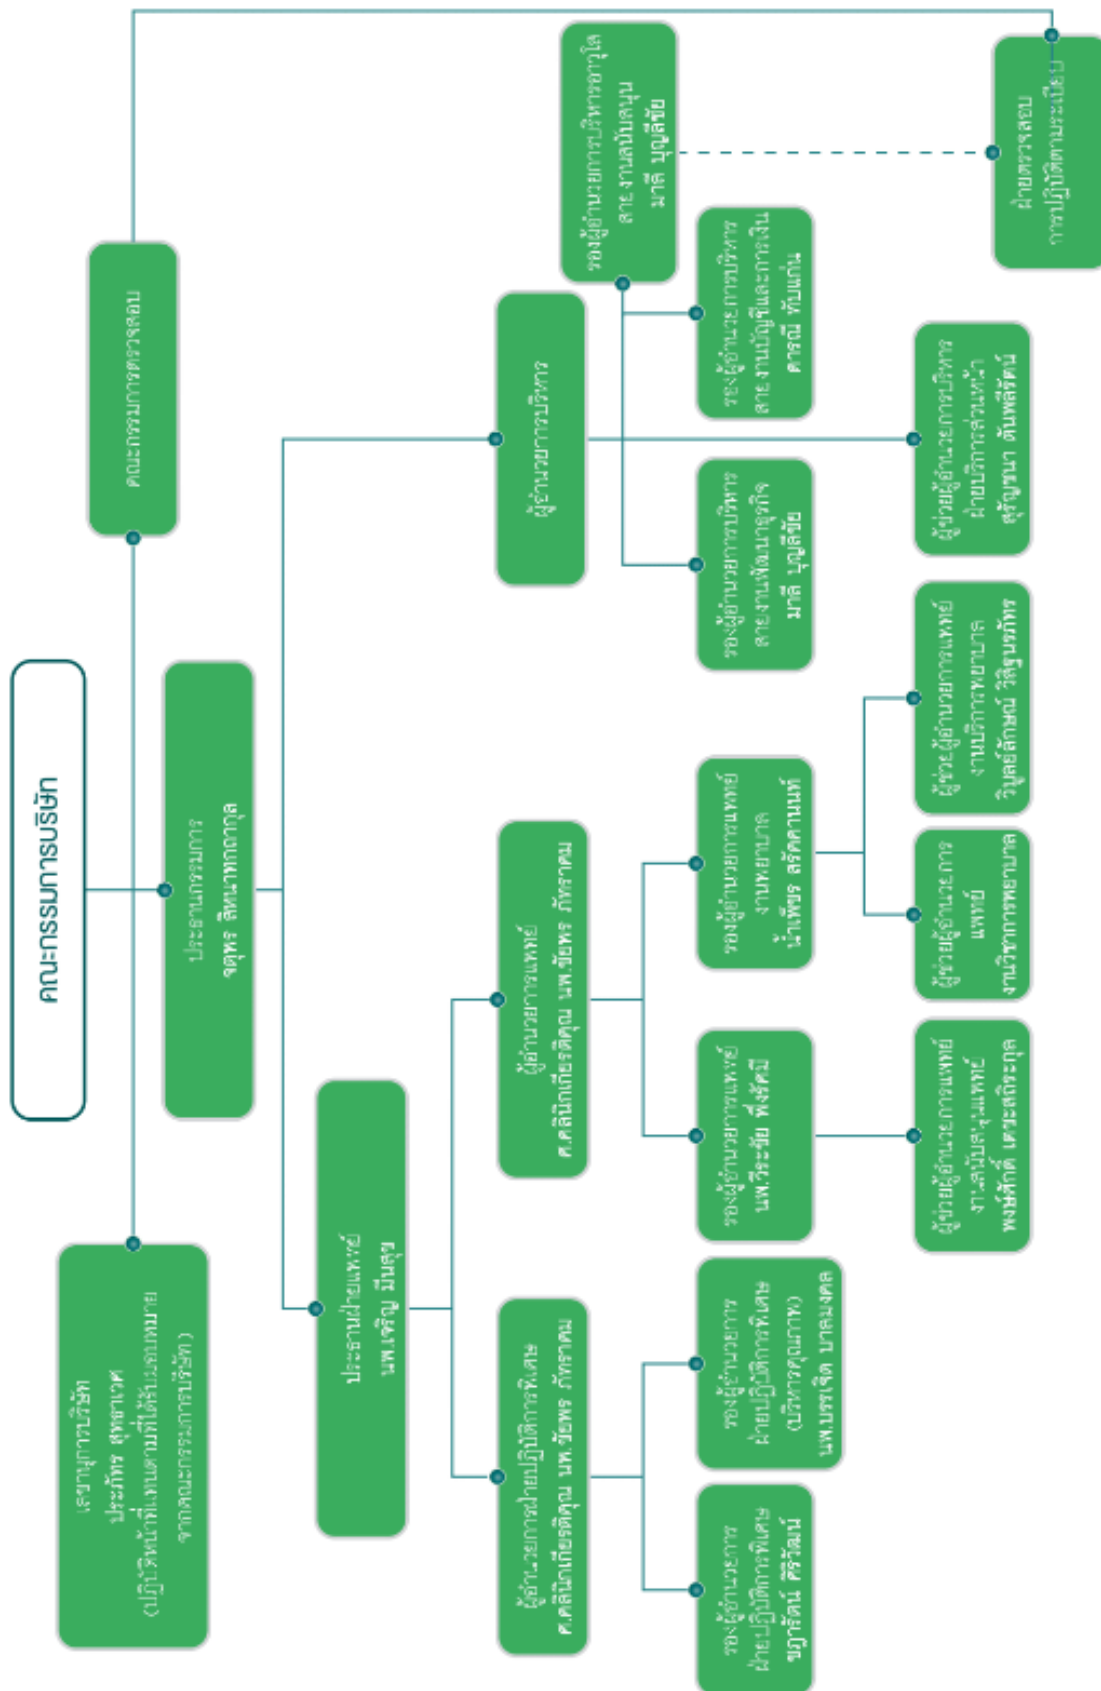 คณะกรรมการบริษัท
คณะกรรมการตรวจสอบ
เลขานุการบริษัท
ประภัทร พุทธาเวศ
(ปฏิบัติหน้าที่แทนตามที่ได้รับมอบหมาย
จากคณะกรรมการบริษัท)
ประธานกรรมการ
จตุพร สิหนาทกถากุล
ประธานฝ่ายแพทย์
นพ.เจริญ มีนสุข
ผู้อำนวยการบริหาร
ผู้อำนวยการฝ่ายปฏิบัติการพิเศษ
ศ.คลินิกเกียรติคุณ นพ.ชัยพร ภัทราคม
ผู้อำนวยการแพทย์
ศ.คลินิกเกียรติคุณ นพ.ชัยพร ภัทราคม
รองผู้อำนวยการบริหารอาวุโส
สายงานสนับสนุน
มาลี บุญลีชัย
รองผู้อำนวยการ
ฝ่ายปฏิบัติการพิเศษ
ชฎารัตน์ ศิริวัฒน์
รองผู้อำนวยการ
ฝ่ายปฏิบัติการพิเศษ
(บริหารคุณภาพ)
นพ.บรรเจิด บาลมงคล
รองผู้อำนวยการแพทย์
นพ.วีระชัย พึ่งรัศมี
รองผู้อำนวยการแพทย์
งานพยาบาล
น้ำเพียร
รองผู้อำนวยการบริหาร
สายงานพัฒนาธุรกิจ
มาลี บุญลีชัย
รองผู้อำนวยการบริหาร
สายงานบัญชีและการเงิน
ดารณี ทับแก่น
ผู้ช่วยผู้อำนวยการแพทย์
งานสนับสนุนแพทย์
พงษ์ศักดิ์ เตชะสถิระกุล
ผู้ช่วยผู้อำนวยการ
แพทย์
งานวิชาการพยาบาล
ผู้ช่วยผู้อำนวยการแพทย์
งานบริการพยาบาล
วิบูลย์ลักษณ์
ผู้ช่วยผู้อำนวยการบริหาร
ฝ่ายบริการส่วนหน้า
สุรัญชนา
ฝ่ายตรวจสอบ
การปฏิบัติตามระเบียบ